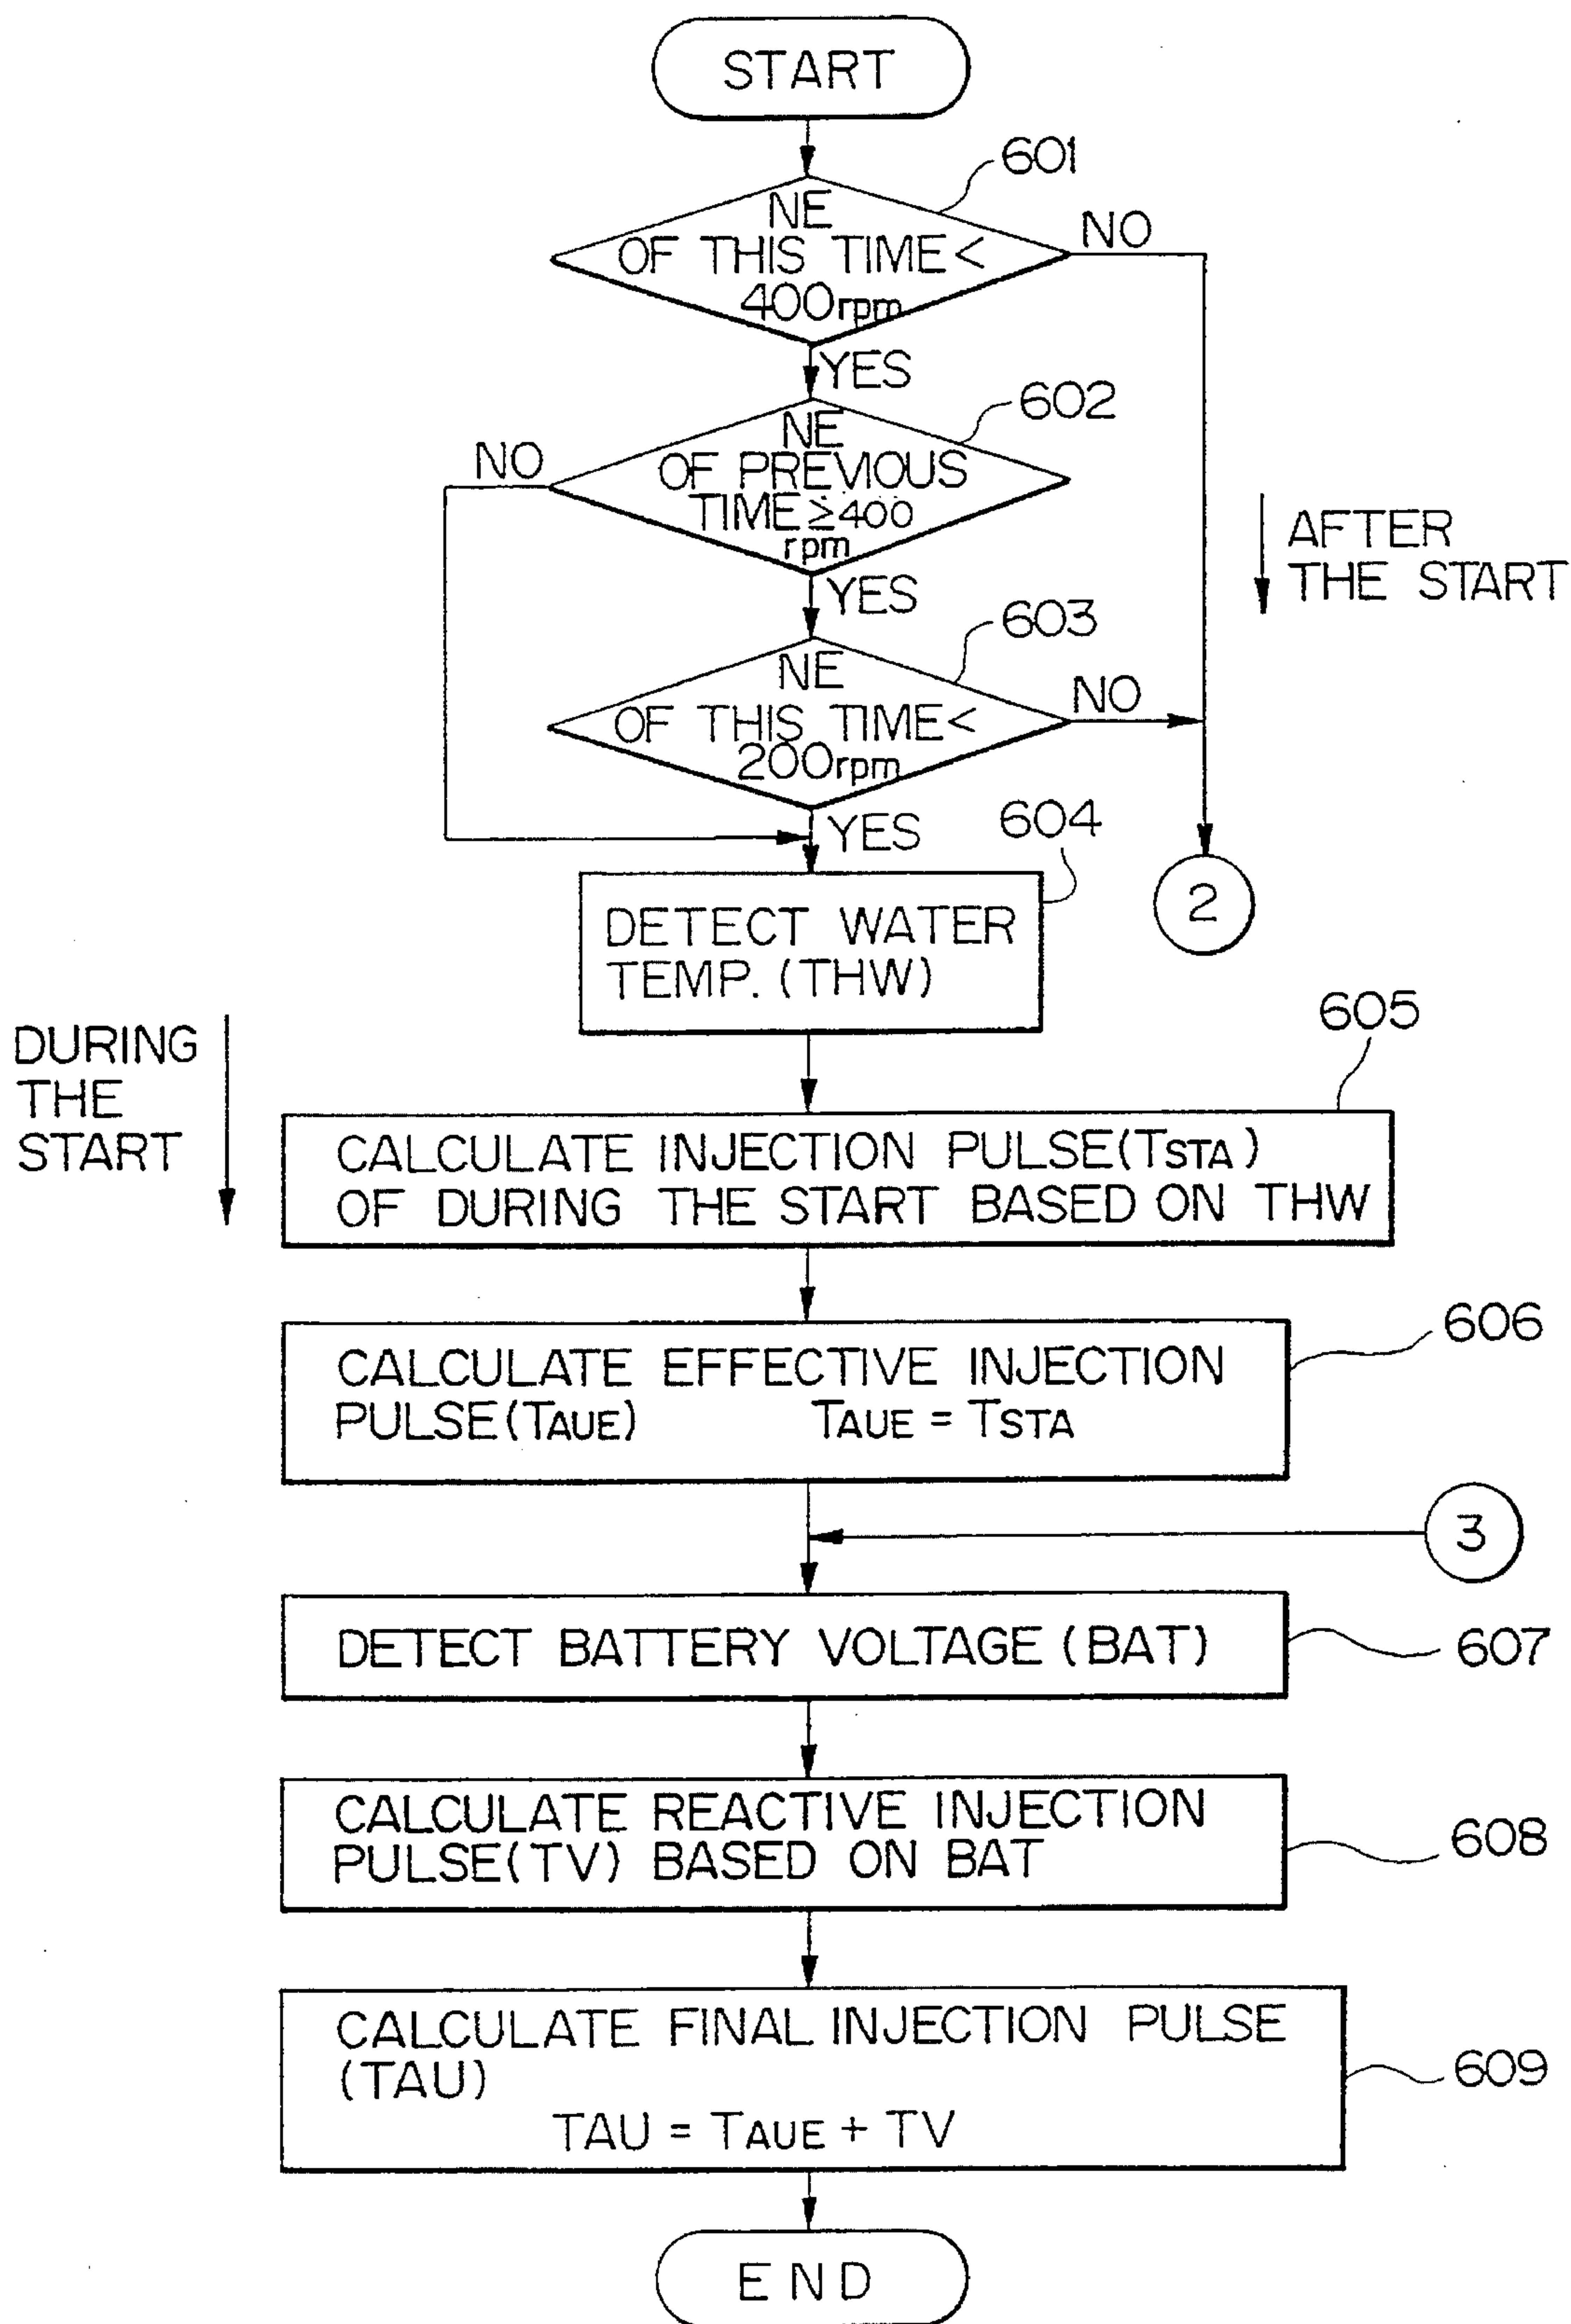 START
601
NE
OF THIS TIME <
400rpm
NO
YES
602
NE
OF PREVIOUS
TIME ≥400
rpm
NO
YES
AFTER
THE START
603
NE
OF THIS TIME <
200rpm
NO
YES
604
2
DETECT WATER
TEMP. (THW)
DURING
THE
START
605
CALCULATE INJECTION PULSE(TSTA)
OF DURING THE START BASED ON THW
606
CALCULATE EFFECTIVE INJECTION
PULSE(TAUE) TAUE = TSTA
3
DETECT BATTERY VOLTAGE (BAT)
607
CALCULATE REACTIVE INJECTION
PULSE(TV) BASED ON BAT
608
CALCULATE FINAL INJECTION PULSE
(TAU)
TAU = TAUE + TV
609
END